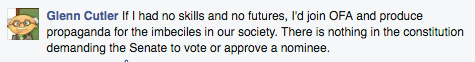 Glenn Cutler If I had no skills and no futures, I'd join OFA and produce
propaganda for the imbeciles in our society. There is nothing in the constitution
demanding the Senate to vote or approve a nominee.